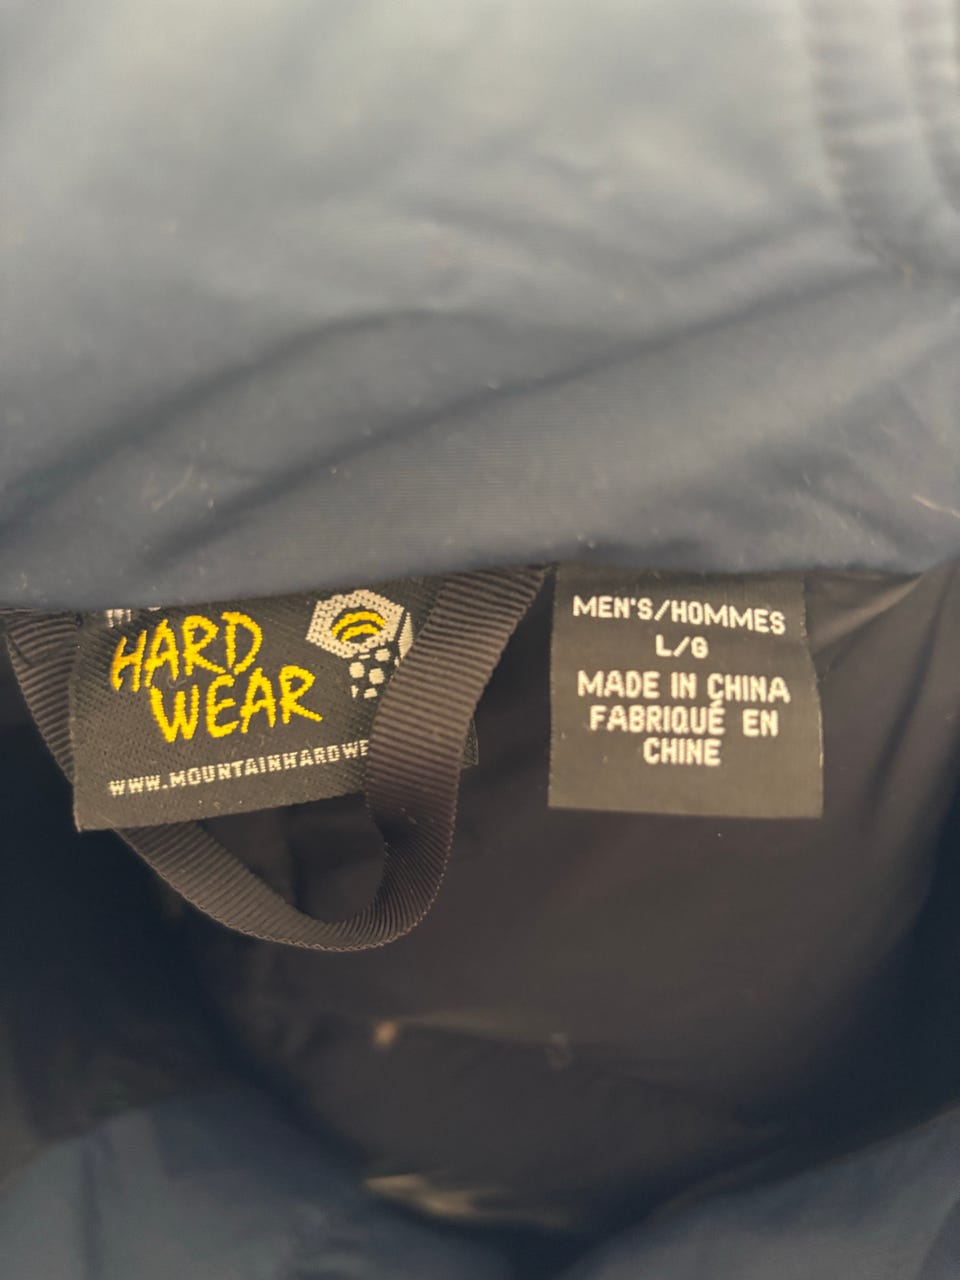 HARD
WEAR
WWW.MOUNTAINHARDWE
MEN'S/HOMMES
L/G
MADE IN CHINA
FABRIQUÉ EN
CHINE